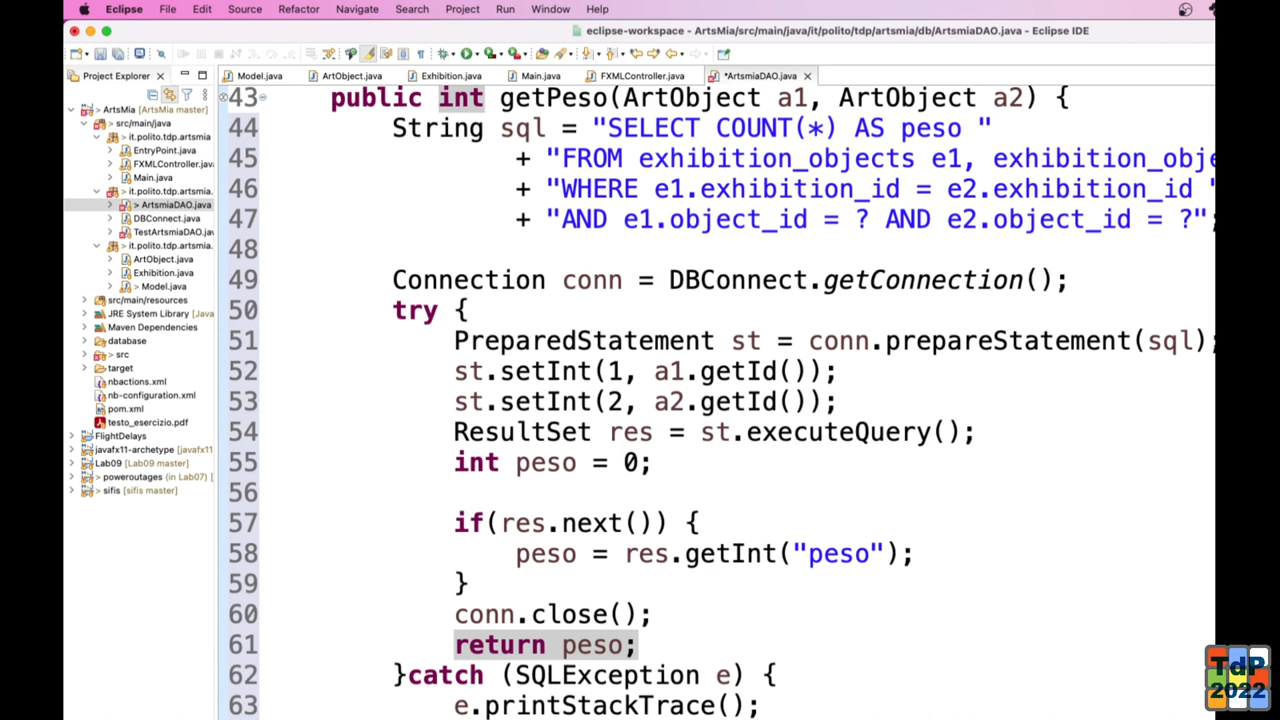 Eclipse File Edit Source Refactor Navigate Search Project Run Window Help
eclipse-workspace - ArtsMia/src/main/java/it/polito/tdp/artsmia/db/ArtsmiaDAO.java - Eclipse IDE
Project Explorer
Model.java ArtObject.java Exhibition.java Main.java FXMLController.java *ArtsmiaDAO.java
ArtsMia [ArtsMia master]
src/main/java
it.polito.tdp.artsmia.
EntryPoint.java
FXMLController.java
Main.java
it.polito.tdp.artsmia.
> ArtsmiaDAO.java
DBConnect.java
TestArtsmiaDAO.java
> it.polito.tdp.artsmia.
ArtObject.java
Exhibition.java
> Model.java
src/main/resources
JRE System Library [Java
Maven Dependencies
database
> src
target
nbactions.xml
nb-configuration.xml
pom.xml
testo_esercizio.pdf
FlightDelays
javafx11-archetype [javafx11
Lab09 [Lab09 master]
> poweroutages (in Lab07) [
> sifis [sifis master]
43 public int getPeso(ArtObject a1, ArtObject a2) {
44 String sql = "SELECT COUNT(*) AS peso "
45 + "FROM exhibition_objects e1, exhibition_obje
46 + "WHERE e1.exhibition_id = e2.exhibition_id "
47 + "AND e1.object_id = ? AND e2.object_id = ?";
48
49 Connection conn = DBConnect.getConnection();
50 try {
51 PreparedStatement st = conn.prepareStatement(sql);
52 st.setInt(1, a1.getId());
53 st.setInt(2, a2.getId());
54 ResultSet res = st.executeQuery();
55 int peso = 0;
56
57 if(res.next()) {
58 peso = res.getInt("peso");
59 }
60 conn.close();
61 return peso;
62 }catch (SQLException e) {
63 e.printStackTrace();
TdP
2022